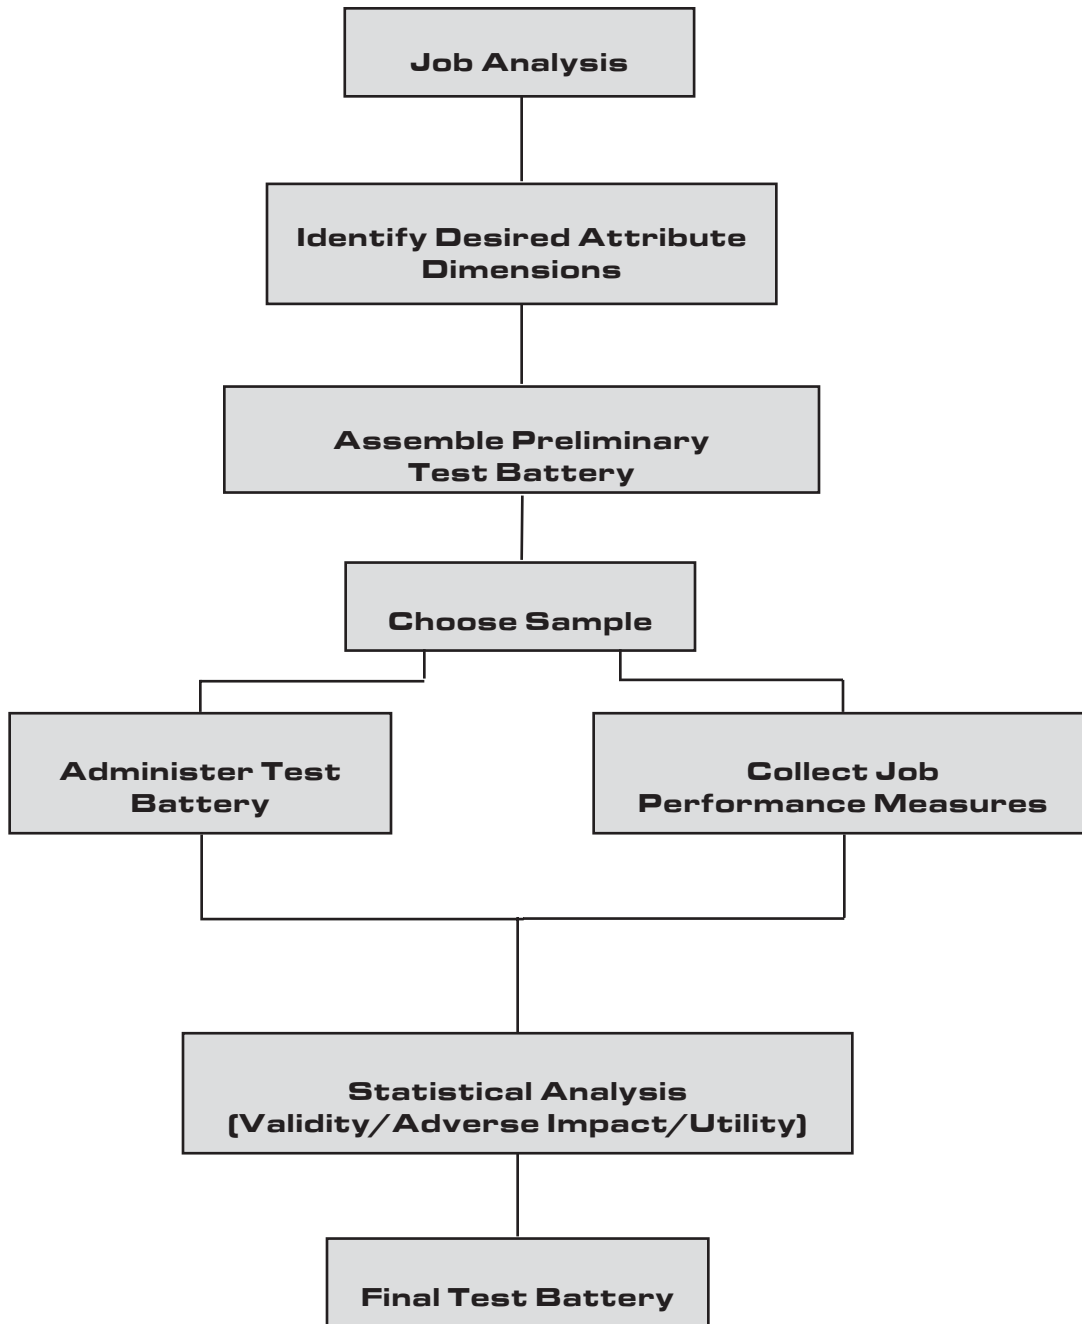 Job Analysis
Identify Desired Attribute
Dimensions
Assemble Preliminary
Test Battery
Choose Sample
Administer Test
Battery
Collect Job
Performance Measures
Statistical Analysis
(Validity/Adverse Impact/Utility)
Final Test Battery